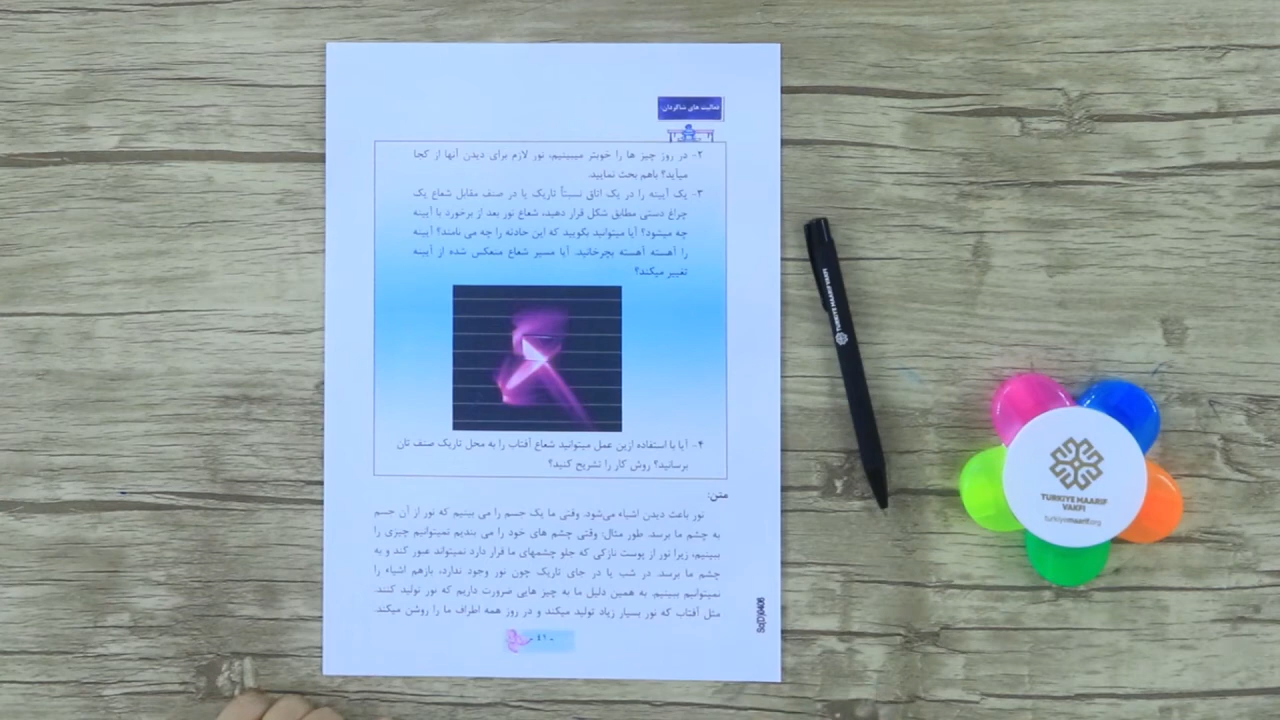 فعالیت های شاگردان
۲- در روز چیز ها را خوبتر میبینیم، نور لازم برای دیدن آنها از کجا
میآید؟ باهم بحث نمایید.
۳- یک آیینه را در یک اتاق نسبتاً تاریک یا در صنف مقابل شعاع یک
چراغ دستی مطابق شکل قرار دهید، شعاع نور بعد از برخورد با آیینه
چه میشود؟ آیا میتوانید بگویید که این حادثه را چه می نامند؟ آیینه
را آهسته آهسته بچرخانید. آیا مسیر شعاع منعکس شده از آیینه
تغییر میکند؟
۴- آیا با استفاده ازین عمل میتوانید شعاع آفتاب را به محل تاریک صنف تان
برسانید؟ روش کار را تشریح کنید؟
متن:
نور باعث دیدن اشیاء می‌شود. وقتی ما یک جسم را می بینیم که نور از آن جسم
به چشم ما برسد. طور مثال: وقتی چشم های خود را می بندیم نمیتوانیم چیزی را
ببینیم، زیرا نور از پوست نازکی که جلو چشمهای ما قرار دارد نمیتواند عبور کند و به
چشم ما برسد. در شب یا در جای تاریک چون نور وجود ندارد، بازهم اشیاء را
نمیتوانیم ببینیم. به همین دلیل ما به چیز هایی ضرورت داریم که نور تولید کنند.
مثل آفتاب که نور بسیار زیاد تولید میکند و در روز همه اطراف ما را روشن میکند.
- ٤١ -
Sc(D)0406
TURKIYE MAARIF VAKFI
TURKIYE MAARIF
VAKFI
turkiyemaarif.org